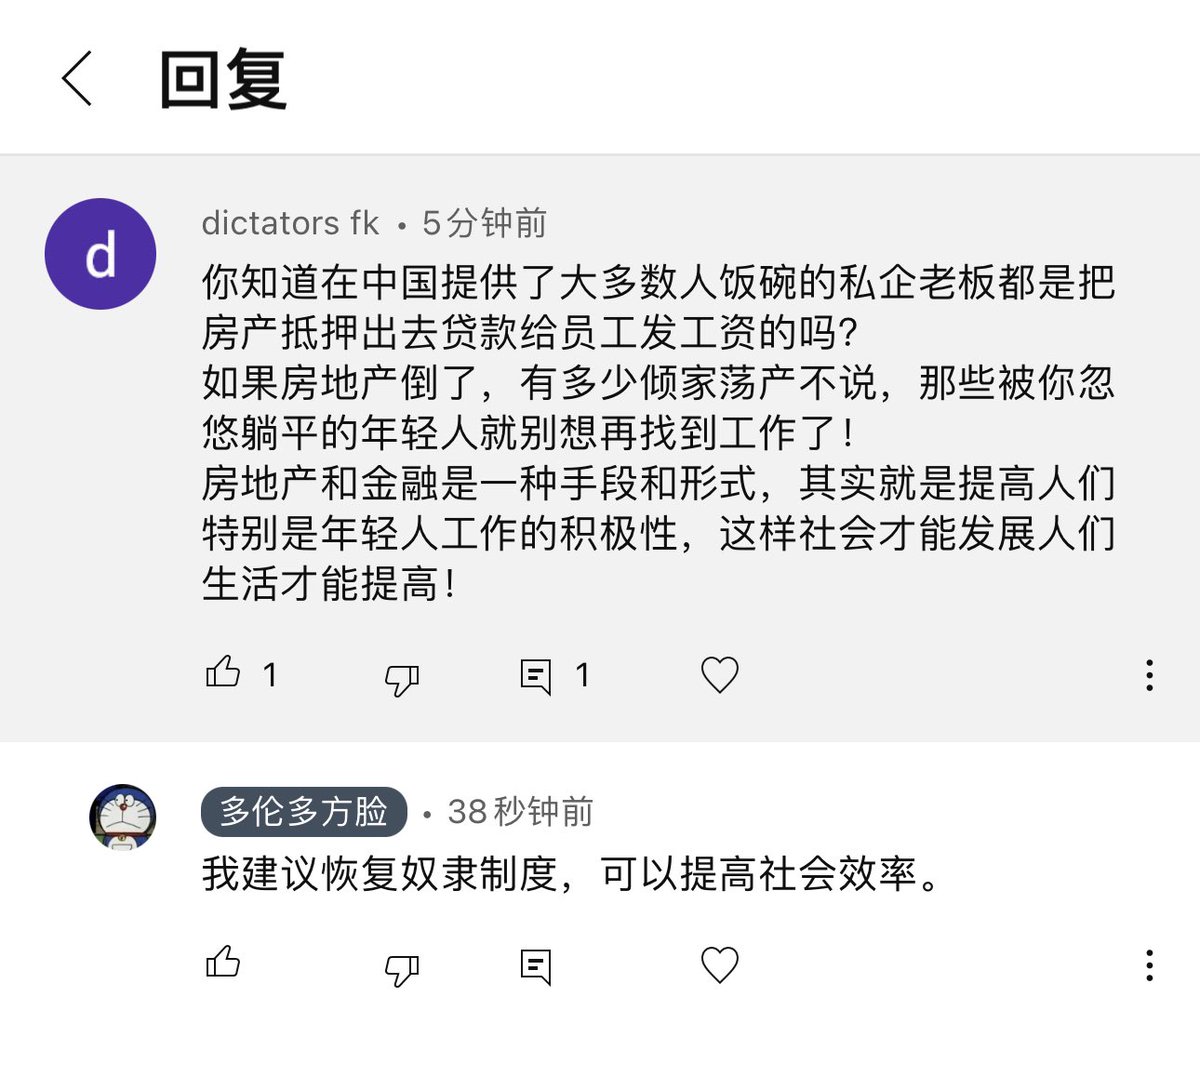 回复
dictators fk • 5分钟前
你知道在中国提供了大多数人饭碗的私企老板都是把
房产抵押出去贷款给员工发工资的吗？
如果房地产倒了，有多少倾家荡产不说，那些被你忽
悠躺平的年轻人就别想再找到工作了！
房地产和金融是一种手段和形式，其实就是提高人们
特别是年轻人工作的积极性，这样社会才能发展人们
生活才能提高！
1 1
多伦多方脸 • 38秒钟前
我建议恢复奴隶制度，可以提高社会效率。